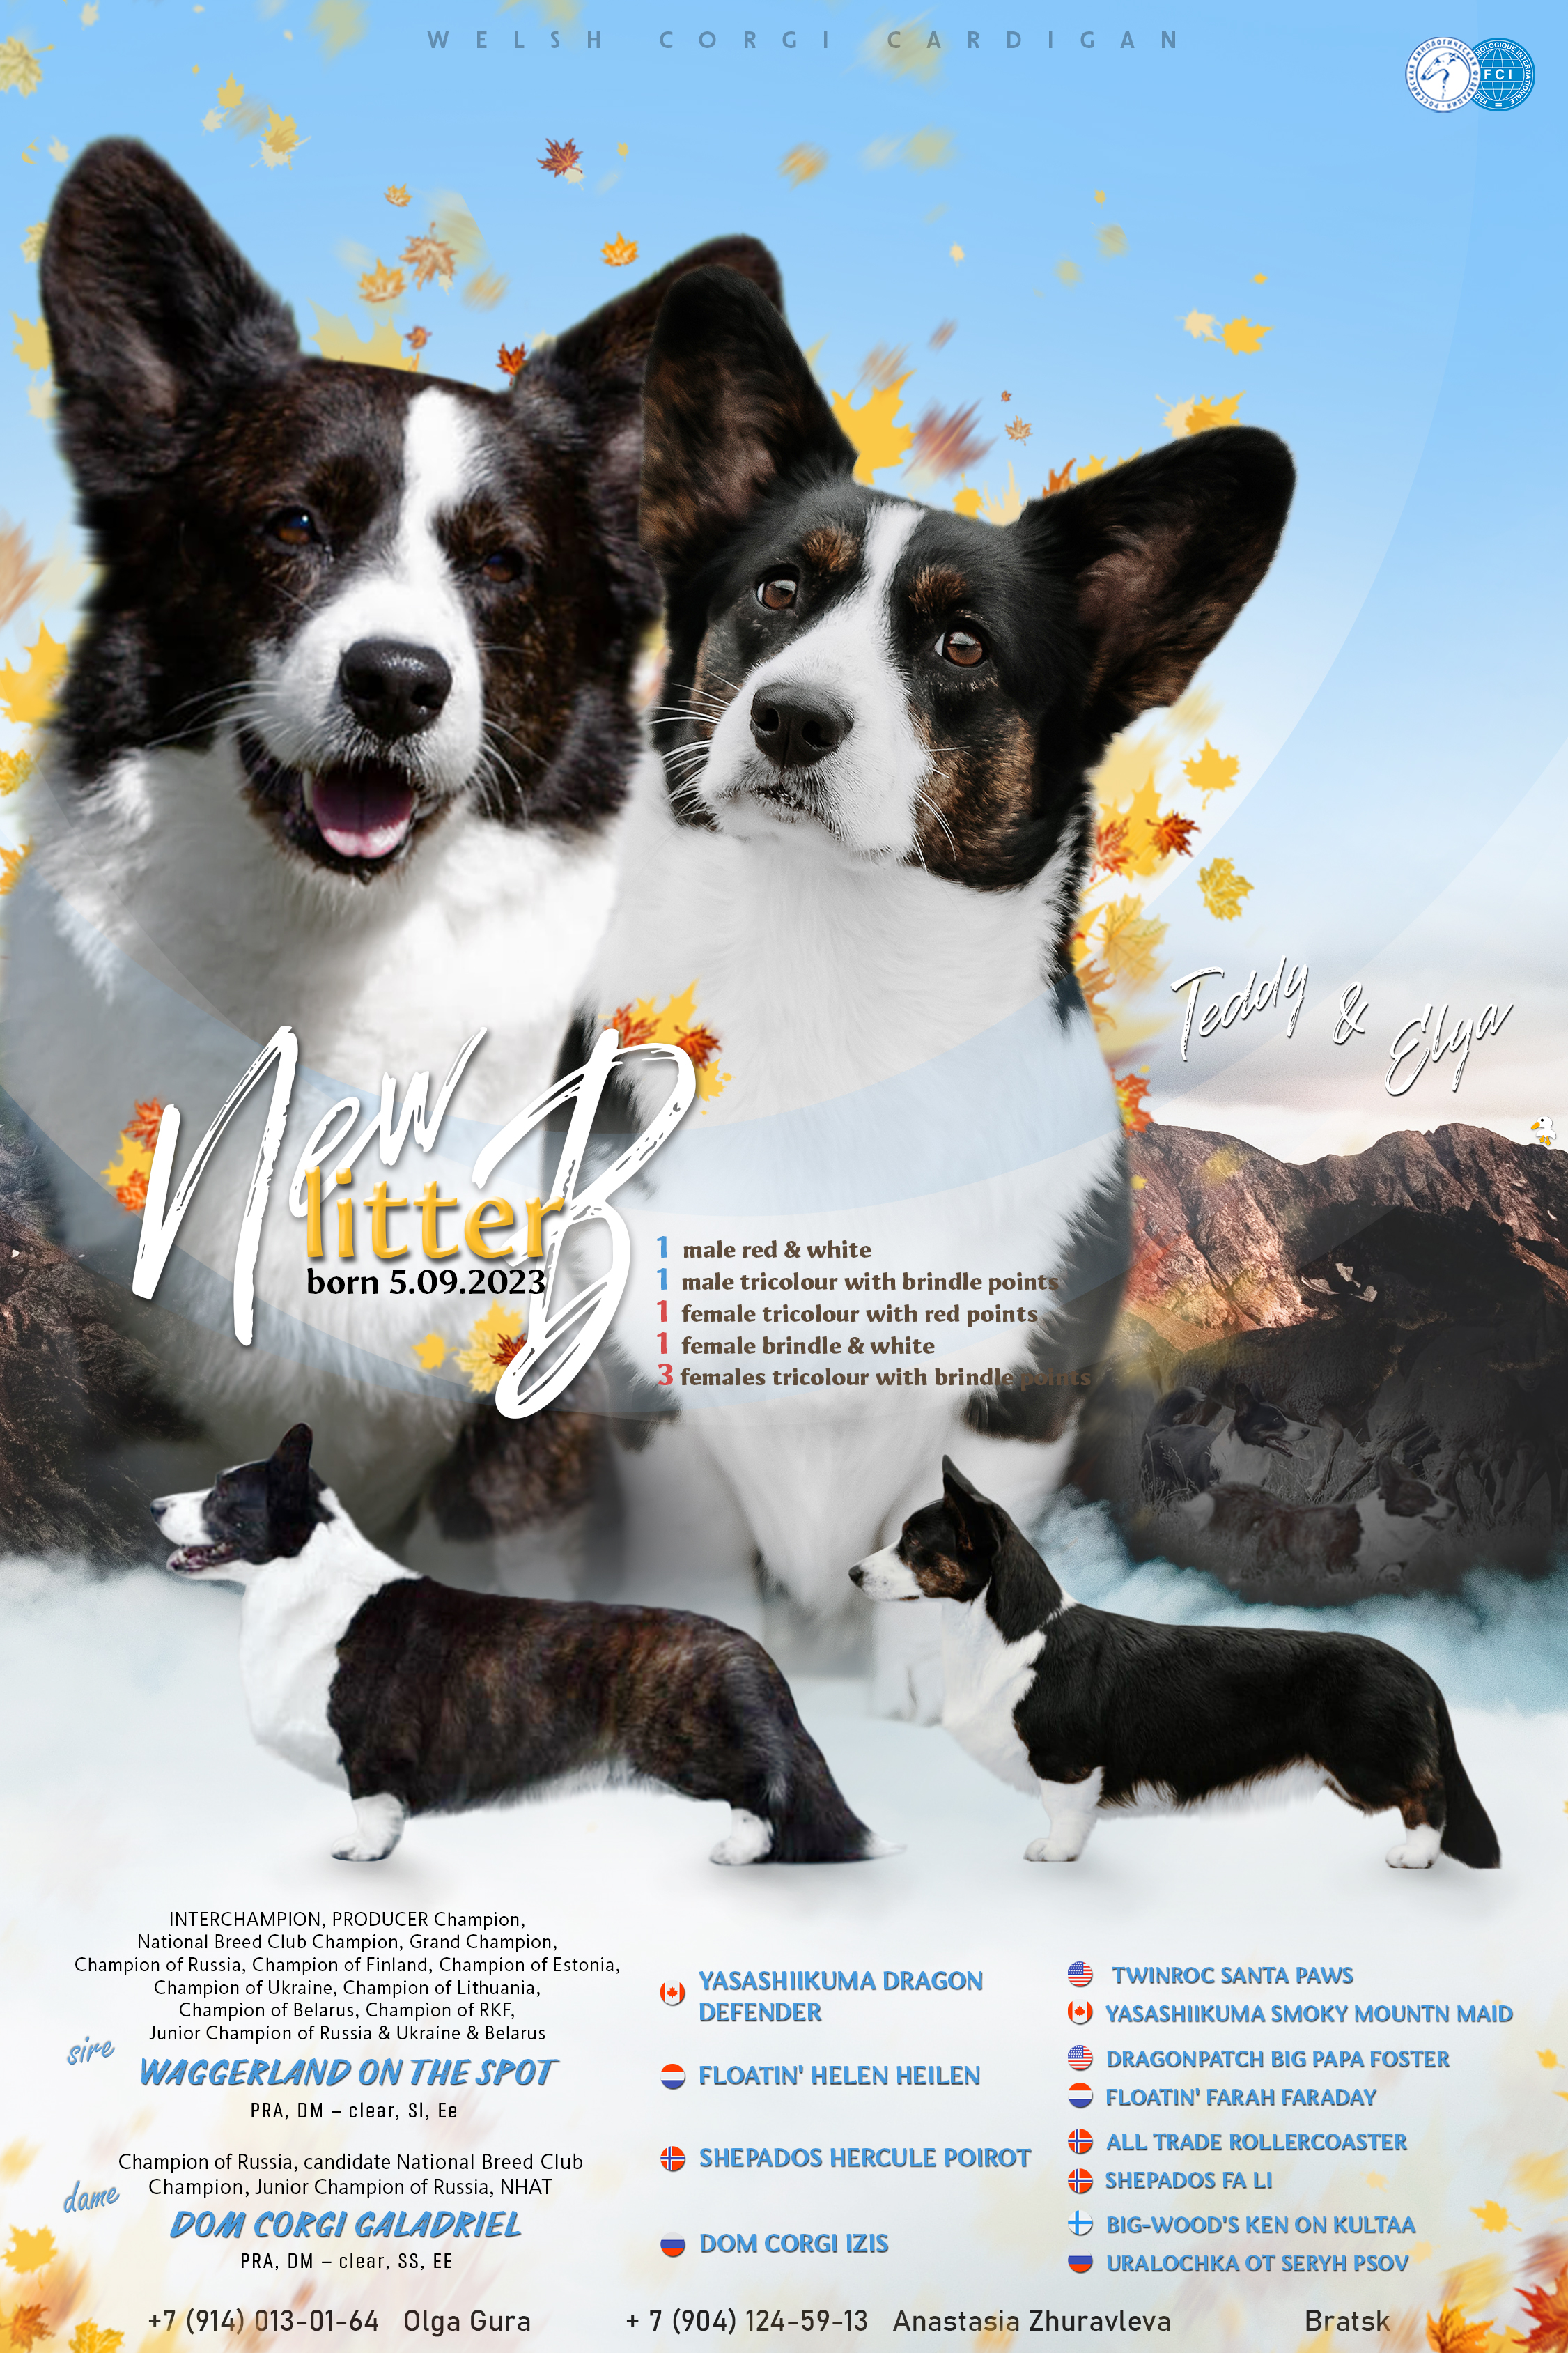 WELSH CORGI CARDIGAN
РОССИЙСКАЯ КИНОЛОГИЧЕСКАЯ ФЕДЕРАЦИЯ
FCI
Teddy & Elya
New B
litter
born 5.09.2023
1 male red & white
1 male tricolour with brindle points
1 female tricolour with red points
1 female brindle & white
3 females tricolour with brindle points
INTERCHAMPION, PRODUCER Champion,
National Breed Club Champion, Grand Champion,
Champion of Russia, Champion of Finland, Champion of Estonia,
Champion of Ukraine, Champion of Lithuania,
Champion of Belarus, Champion of RKF,
Junior Champion of Russia & Ukraine & Belarus
sire
WAGGERLAND ON THE SPOT
PRA, DM – clear, SI, Ee
Champion of Russia, candidate National Breed Club
Champion, Junior Champion of Russia, NHAT
dame
DOM CORGI GALADRIEL
PRA, DM – clear, SS, EE
YASASHIIKUMA DRAGON
DEFENDER
FLOATIN' HELEN HEILEN
SHEPADOS HERCULE POIROT
DOM CORGI IZIS
TWINROC SANTA PAWS
YASASHIIKUMA SMOKY MOUNTN MAID
DRAGONPATCH BIG PAPA FOSTER
FLOATIN' FARAH FARADAY
ALL TRADE ROLLERCOASTER
SHEPADOS FA LI
BIG-WOOD'S KEN ON KULTAA
URALOCHKA OT SERYH PSOV
+7 (914) 013-01-64 Olga Gura
+ 7 (904) 124-59-13 Anastasia Zhuravleva
Bratsk